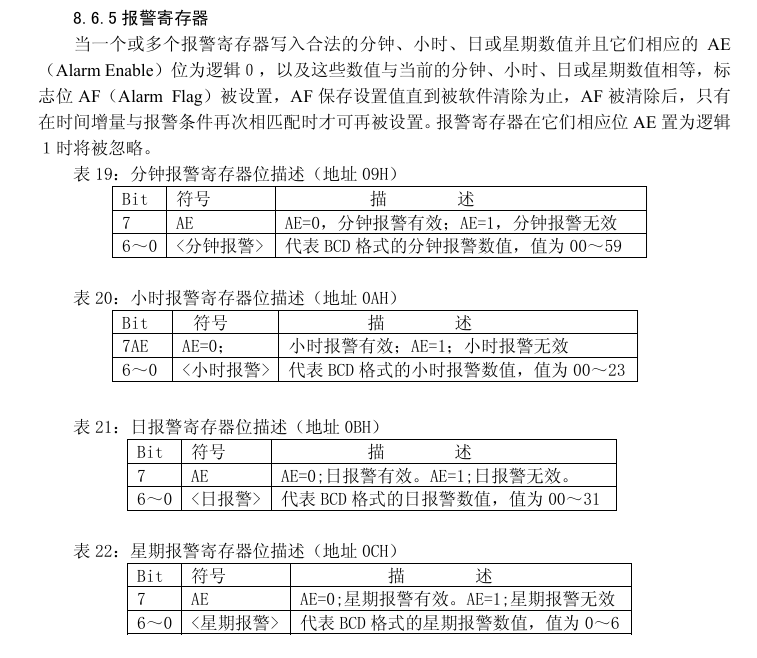 8.6.5 报警寄存器
当一个或多个报警寄存器写入合法的分钟、小时、日或星期数值并且它们相应的 AE
（Alarm Enable）位为逻辑 0 ，以及这些数值与当前的分钟、小时、日或星期数值相等，标
志位 AF（Alarm Flag）被设置，AF 保存设置值直到被软件清除为止，AF 被清除后，只有
在时间增量与报警条件再次相匹配时才可再被设置。报警寄存器在它们相应位 AE 置为逻辑
1 时将被忽略。
表 19：分钟报警寄存器位描述（地址 09H）
Bit 符号 描 述
7 AE AE=0，分钟报警有效；AE=1，分钟报警无效
6～0 <分钟报警> 代表 BCD 格式的分钟报警数值，值为 00～59
表 20：小时报警寄存器位描述（地址 0AH）
Bit 符号 描 述
7AE AE=0； 小时报警有效；AE=1；小时报警无效
6～0 <小时报警> 代表 BCD 格式的小时报警数值，值为 00～23
表 21：日报警寄存器位描述（地址 0BH）
Bit 符号 描 述
7 AE AE=0;日报警有效。AE=1;日报警无效。
6～0 <日报警> 代表 BCD 格式的日报警数值，值为 00～31
表 22：星期报警寄存器位描述（地址 0CH）
Bit 符号 描 述
7 AE AE=0;星期报警有效。AE=1;星期报警无效
6～0 <星期报警> 代表 BCD 格式的星期报警数值，值为 0～6